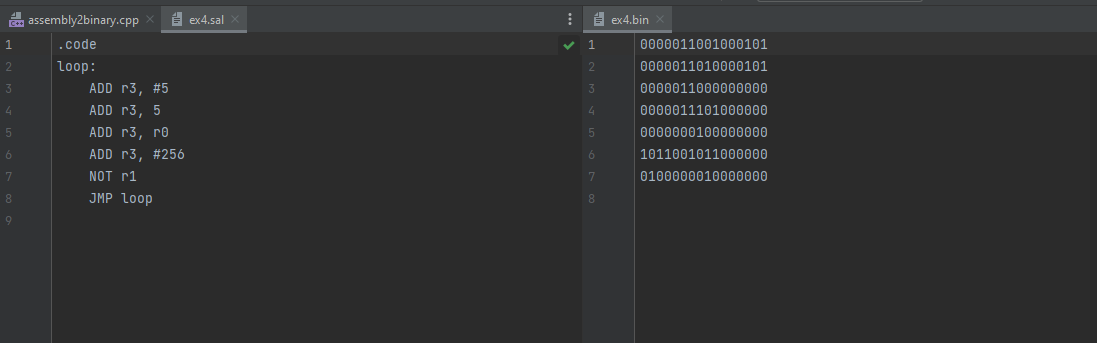 assembly2binary.cpp
ex4.sal
ex4.bin
1 .code
2 loop:
3 ADD r3, #5
4 ADD r3, 5
5 ADD r3, r0
6 ADD r3, #256
7 NOT r1
8 JMP loop
9
1 0000011001000101
2 0000011010000101
3 0000011000000000
4 0000011101000000
5 0000000100000000
6 1011001011000000
7 0100000010000000
8